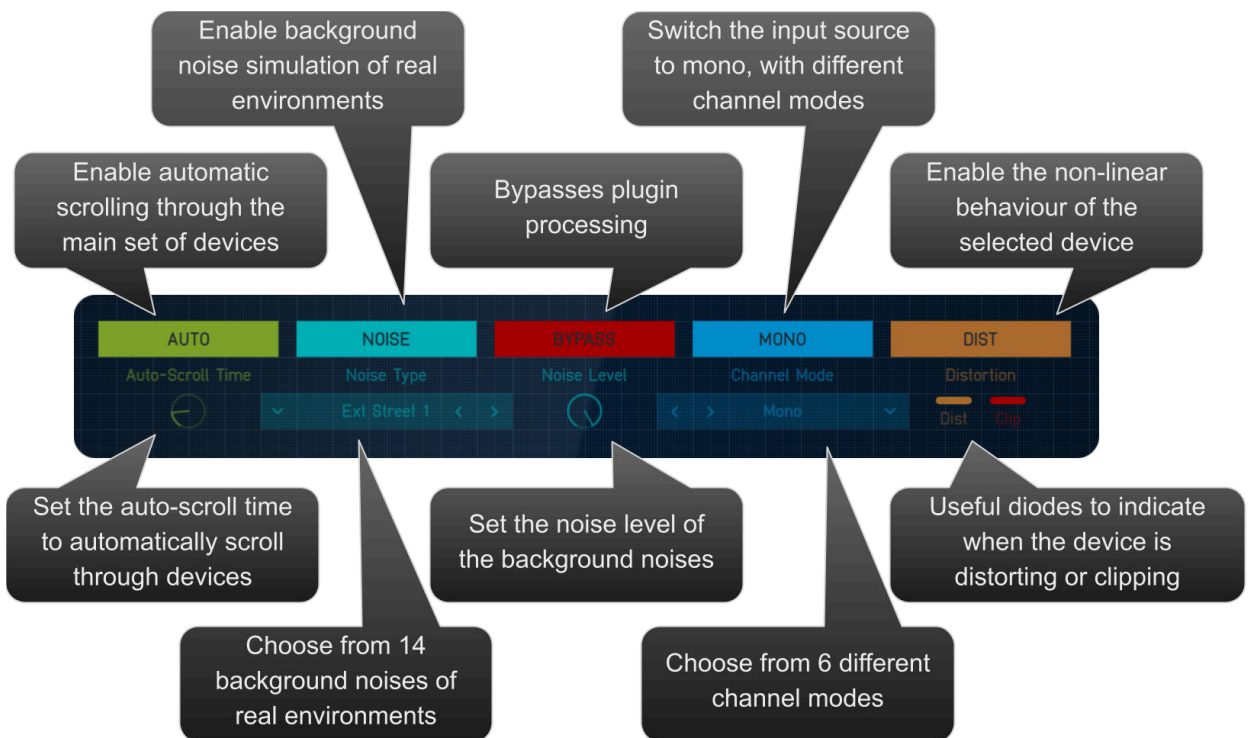 Enable background
noise simulation of real
environments
Switch the input source
to mono, with different
channel modes
Enable automatic
scrolling through the
main set of devices
Bypasses plugin
processing
Enable the non-linear
behaviour of the
selected device
AUTO
NOISE
BYPASS
MONO
DIST
Auto-Scroll Time
Noise Type
Noise Level
Channel Mode
Distortion
Ext Street 1
Mono
Dist
Clip
Set the auto-scroll time
to automatically scroll
through devices
Set the noise level of
the background noises
Useful diodes to indicate
when the device is
distorting or clipping
Choose from 14
background noises of
real environments
Choose from 6 different
channel modes